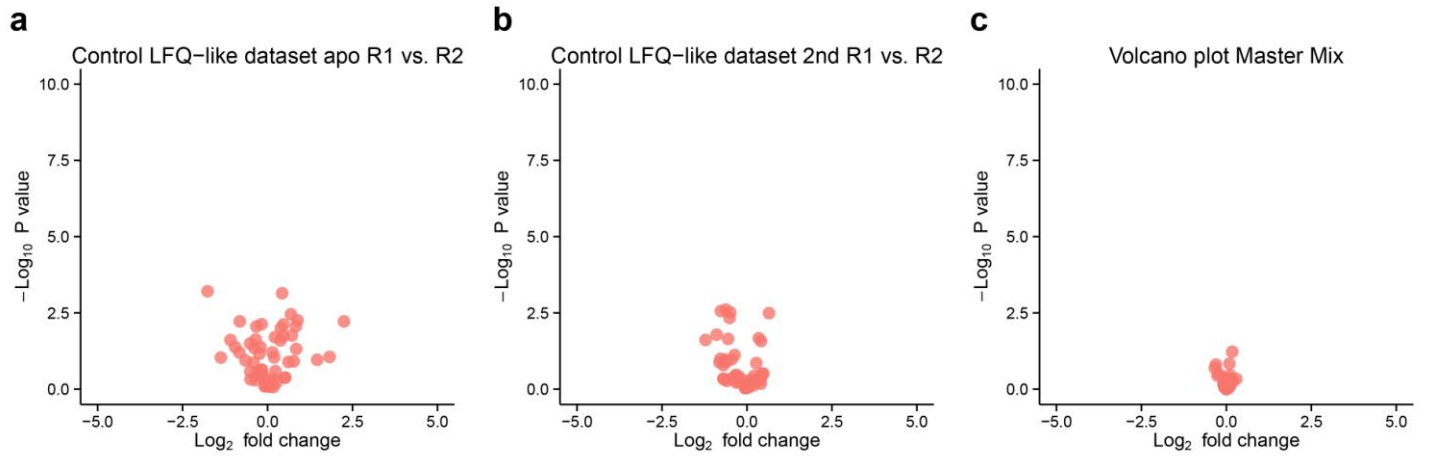 a
Control LFQ−like dataset apo R1 vs. R2
10.0
7.5
5.0
2.5
0.0
−Log10 P value
−5.0 −2.5 0.0 2.5 5.0
Log2 fold change
b
Control LFQ−like dataset 2nd R1 vs. R2
10.0
7.5
5.0
2.5
0.0
−Log10 P value
−5.0 −2.5 0.0 2.5 5.0
Log2 fold change
c
Volcano plot Master Mix
10.0
7.5
5.0
2.5
0.0
−Log10 P value
−5.0 −2.5 0.0 2.5 5.0
Log2 fold change